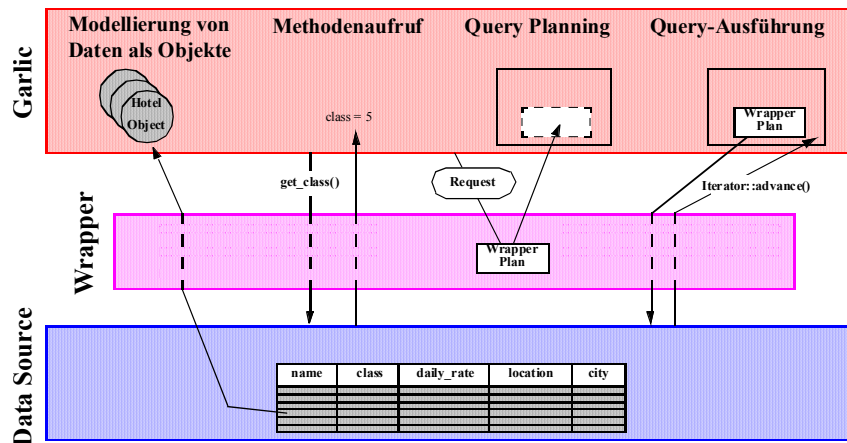 Garlic
Modellierung von
Daten als Objekte
Methodenaufruf
Query Planning
Query-Ausführung
Hotel
Object
class = 5
Wrapper
Plan
get_class()
Request
Iterator::advance()
Wrapper
Wrapper
Plan
Data Source
name class daily_rate location city